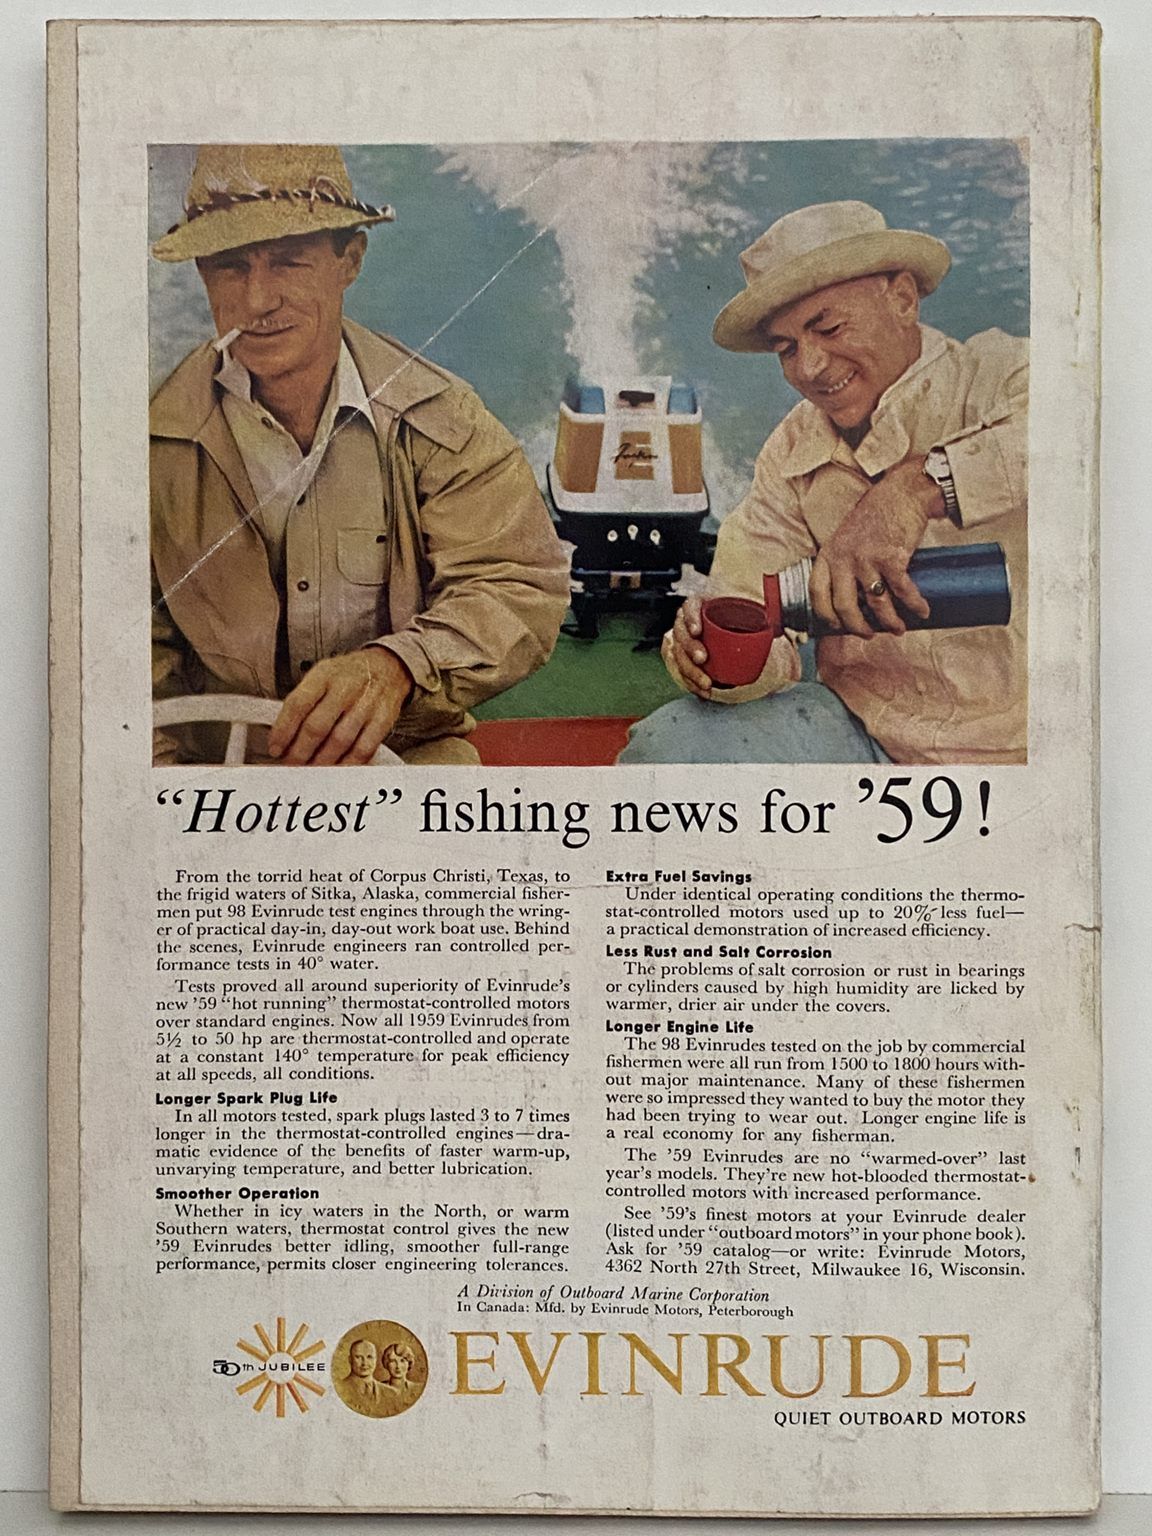 “Hottest” fishing news for ’59!
From the torrid heat of Corpus Christi, Texas, to
the frigid waters of Sitka, Alaska, commercial fisher-
men put 98 Evinrude test engines through the wring-
er of practical day-in, day-out work boat use. Behind
the scenes, Evinrude engineers ran controlled per-
formance tests in 40° water.
Tests proved all around superiority of Evinrude’s
new ’59 “hot running” thermostat-controlled motors
over standard engines. Now all 1959 Evinrudes from
5½ to 50 hp are thermostat-controlled and operate
at a constant 140° temperature for peak efficiency
at all speeds, all conditions.
Longer Spark Plug Life
In all motors tested, spark plugs lasted 3 to 7 times
longer in the thermostat-controlled engines—dra-
matic evidence of the benefits of faster warm-up,
unvarying temperature, and better lubrication.
Smoother Operation
Whether in icy waters in the North, or warm
Southern waters, thermostat control gives the new
’59 Evinrudes better idling, smoother full-range
performance, permits closer engineering tolerances.
Extra Fuel Savings
Under identical operating conditions the thermo-
stat-controlled motors used up to 20% less fuel—
a practical demonstration of increased efficiency.
Less Rust and Salt Corrosion
The problems of salt corrosion or rust in bearings
or cylinders caused by high humidity are licked by
warmer, drier air under the covers.
Longer Engine Life
The 98 Evinrudes tested on the job by commercial
fishermen were all run from 1500 to 1800 hours with-
out major maintenance. Many of these fishermen
were so impressed they wanted to buy the motor they
had been trying to wear out. Longer engine life is
a real economy for any fisherman.
The ’59 Evinrudes are no “warmed-over” last
year’s models. They’re new hot-blooded thermostat-
controlled motors with increased performance.
See ’59’s finest motors at your Evinrude dealer
(listed under “outboard motors” in your phone book).
Ask for ’59 catalog—or write: Evinrude Motors,
4362 North 27th Street, Milwaukee 16, Wisconsin.
A Division of Outboard Marine Corporation
In Canada: Mfd. by Evinrude Motors, Peterborough
50th JUBILEE
EVINRUDE
QUIET OUTBOARD MOTORS